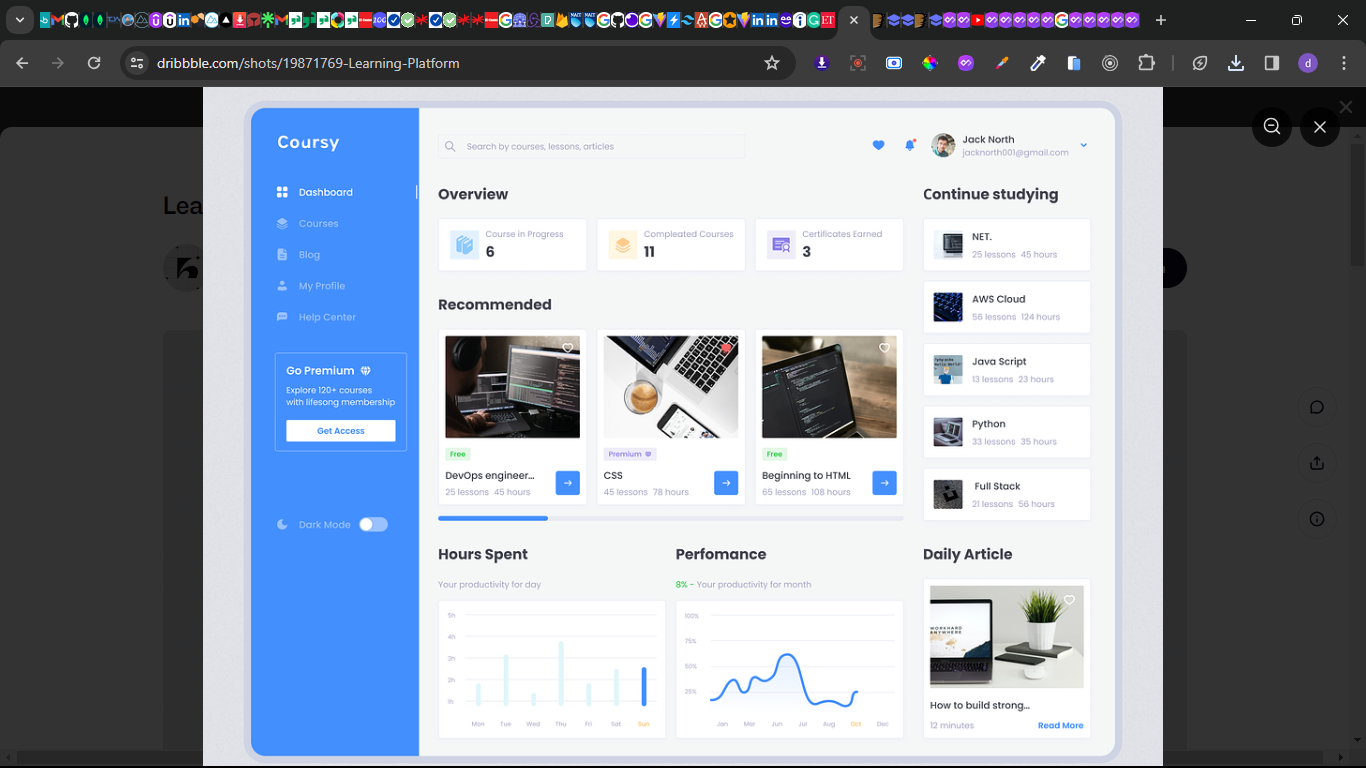 dribbble.com/shots/19871769-Learning-Platform
d
Lea
Coursy
Dashboard
Courses
Blog
My Profile
Help Center
Go Premium
Explore 120+ courses
with lifesong membership
Get Access
Dark Mode
Search by courses, lessons, articles
Jack North
jacknorth001@gmail.com
Overview
Course in Progress
6
Compleated Courses
11
Certificates Earned
3
Recommended
Free
DevOps engineer...
25 lessons 45 hours
Premium
CSS
45 lessons 78 hours
Free
Beginning to HTML
65 lessons 108 hours
Continue studying
NET.
25 lessons 45 hours
AWS Cloud
56 lessons 124 hours
Java Script
13 lessons 23 hours
Python
33 lessons 35 hours
Full Stack
21 lessons 56 hours
Hours Spent
Your productivity for day
5h
4h
3h
2h
1h
Mon Tue Wed Thu Fri Sat Sun
Perfomance
8% - Your productivity for month
100%
75%
50%
25%
Jan Mar Jun Jul Aug Oct Dec
Daily Article
WORKHARD
ANYWHERE
How to build strong...
12 minutes
Read More